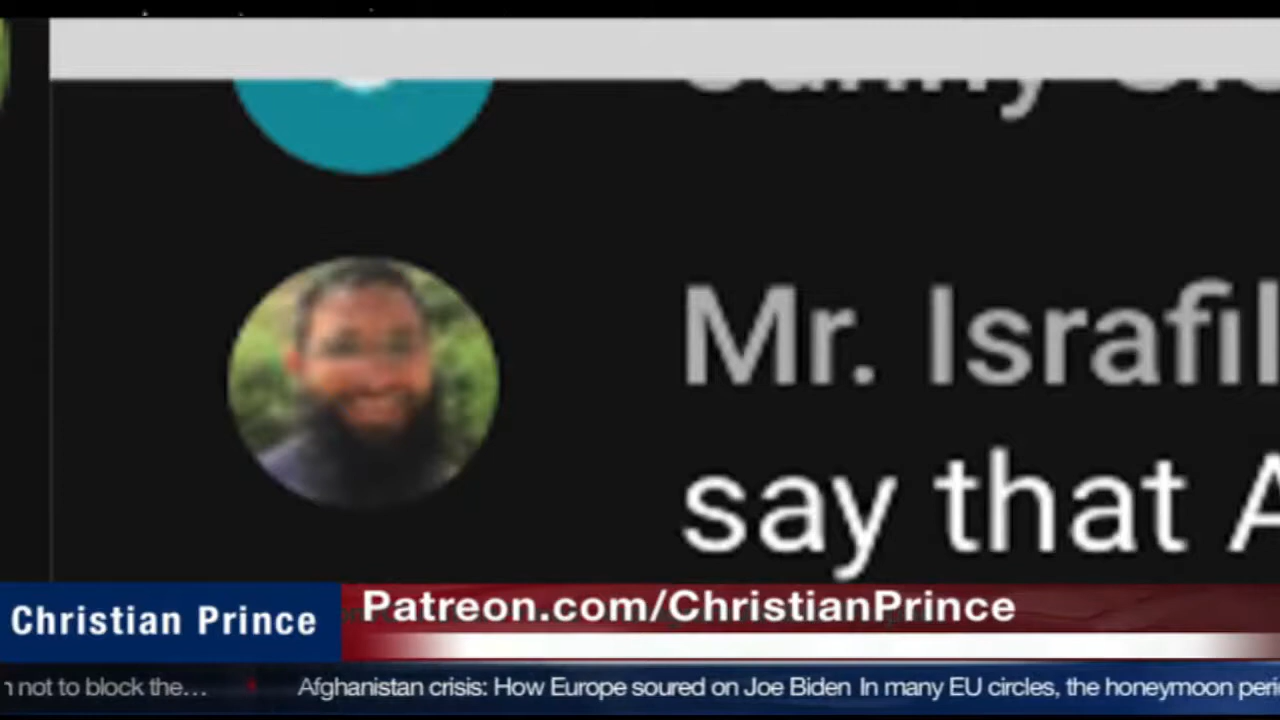 Mr. Israfil
say that A
Christian Prince
Patreon.com/ChristianPrince
not to block the...
Afghanistan crisis: How Europe soured on Joe Biden In many EU circles, the honeymoon peri